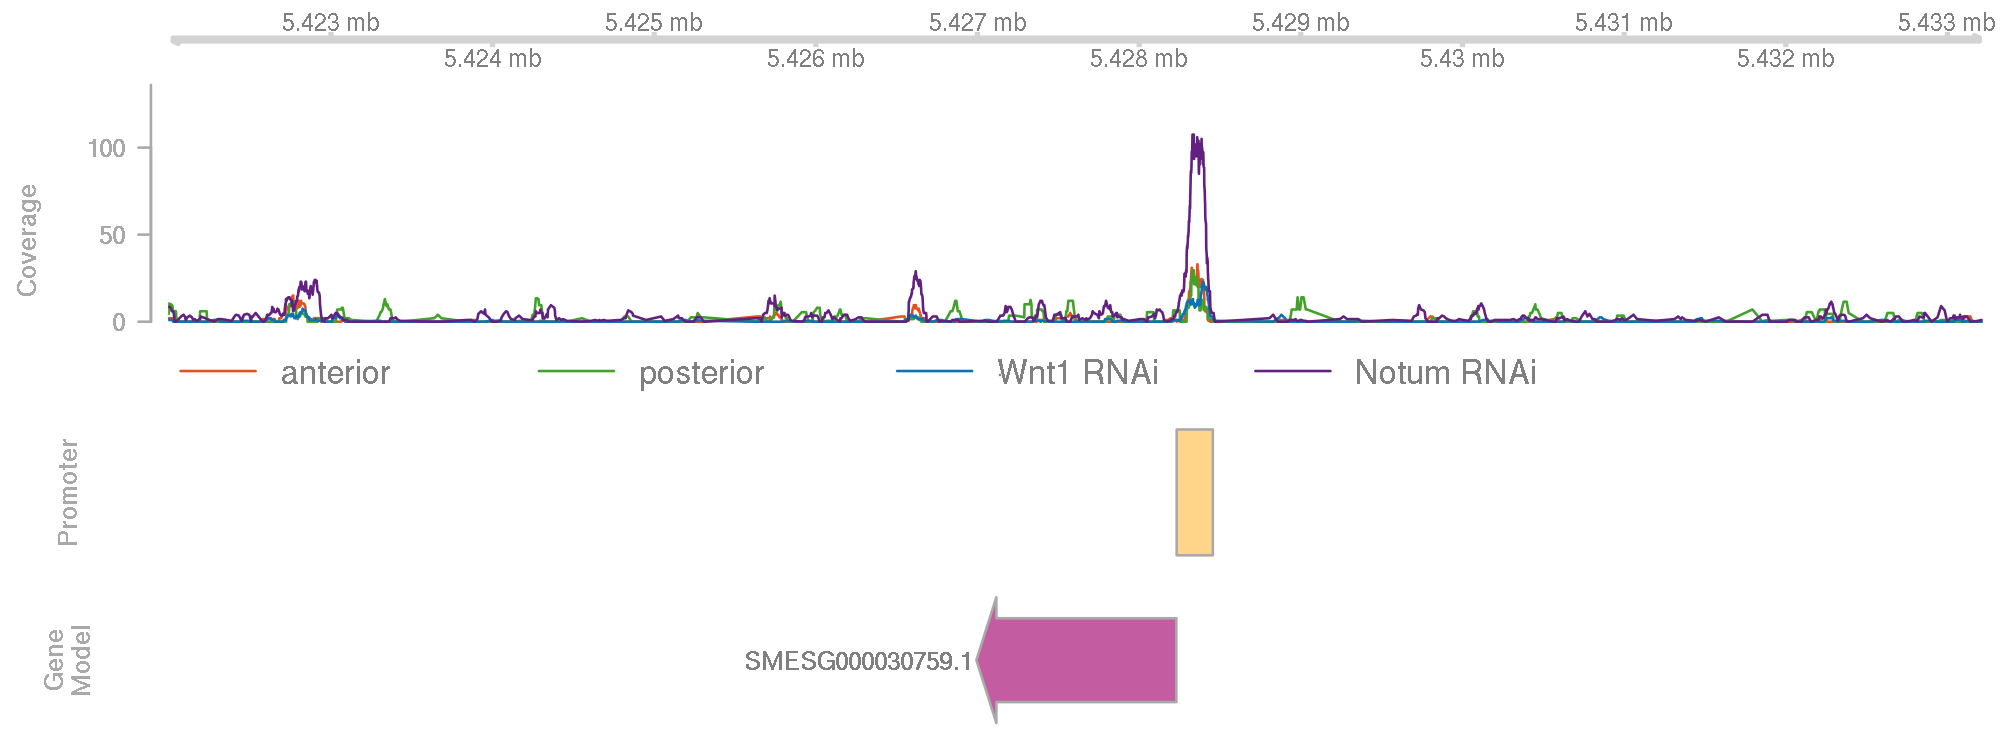 5.423 mb 5.425 mb 5.427 mb 5.429 mb 5.431 mb 5.433 mb
5.424 mb 5.426 mb 5.428 mb 5.43 mb 5.432 mb
Coverage
100
50
0
anterior posterior Wnt1 RNAi Notum RNAi
Promoter
0
Gene
Model
SMESG000030759.1